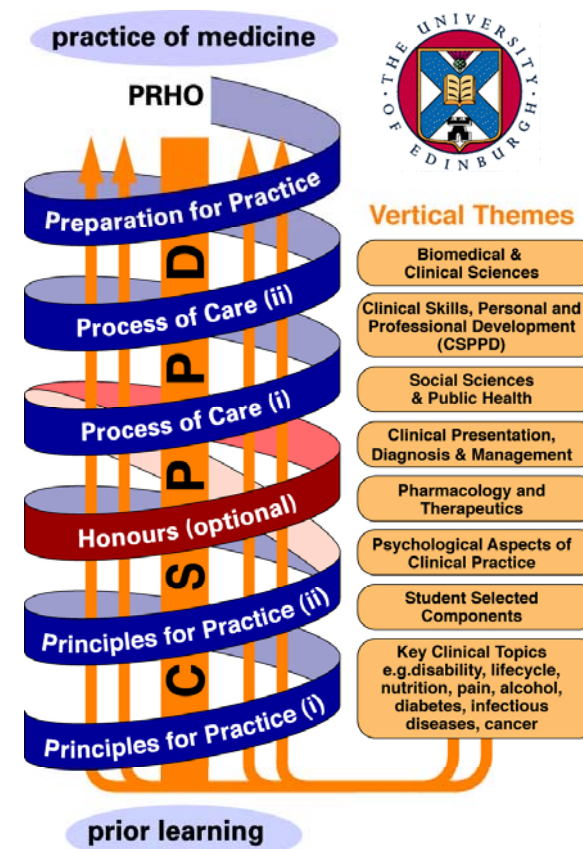 practice of medicine
PRHO
THE UNIVERSITY OF EDINBURGH
Preparation for Practice
Process of Care (ii)
Process of Care (i)
Honours (optional)
Principles for Practice (ii)
Principles for Practice (i)
CSPPD
prior learning
Vertical Themes
Biomedical &
Clinical Sciences
Clinical Skills, Personal and
Professional Development
(CSPPD)
Social Sciences
& Public Health
Clinical Presentation,
Diagnosis & Management
Pharmacology and
Therapeutics
Psychological Aspects of
Clinical Practice
Student Selected
Components
Key Clinical Topics
e.g.disability, lifecycle,
nutrition, pain, alcohol,
diabetes, infectious
diseases, cancer